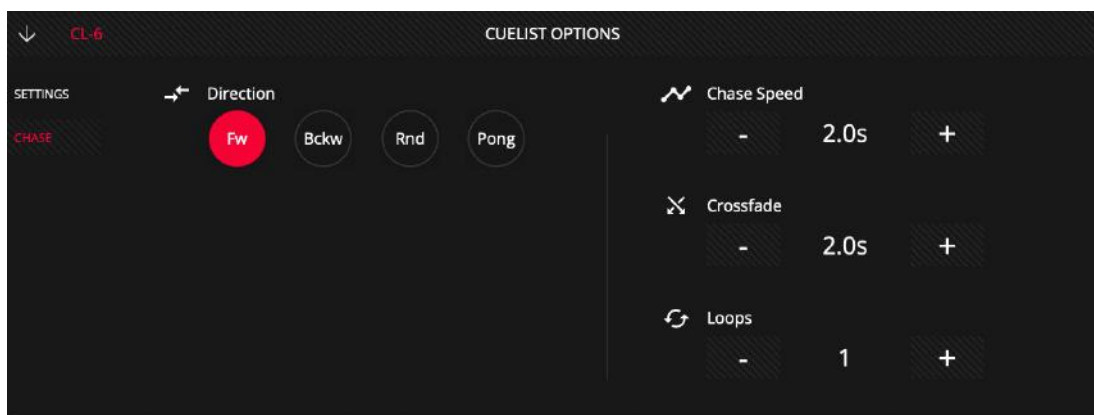 CL-6
CUELIST OPTIONS
SETTINGS
CHASE
Direction
Fw
Bckw
Rnd
Pong
Chase Speed
- 2.0s +
Crossfade
- 2.0s +
Loops
- 1 +